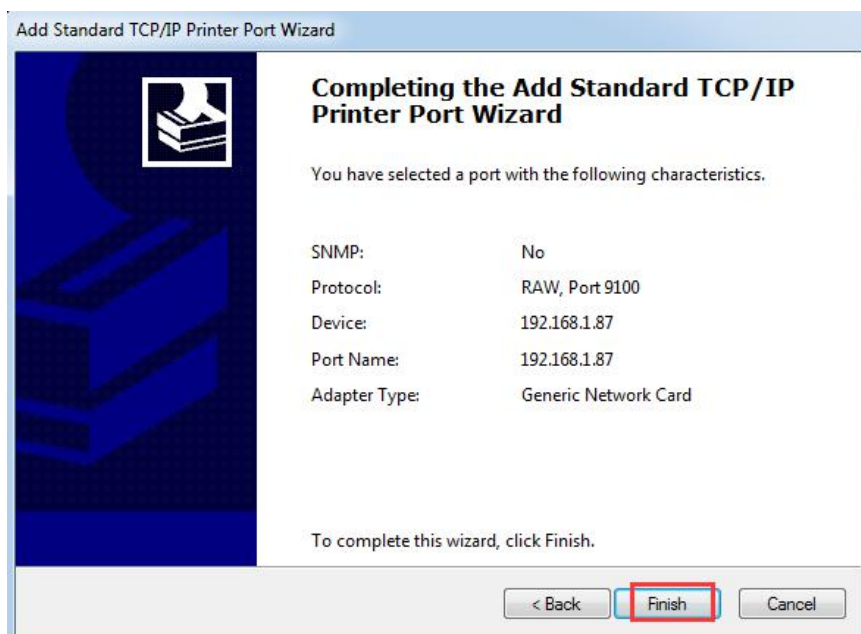 Add Standard TCP/IP Printer Port Wizard
Completing the Add Standard TCP/IP
Printer Port Wizard
You have selected a port with the following characteristics.
SNMP: No
Protocol: RAW, Port 9100
Device: 192.168.1.87
Port Name: 192.168.1.87
Adapter Type: Generic Network Card
To complete this wizard, click Finish.
< Back Finish Cancel